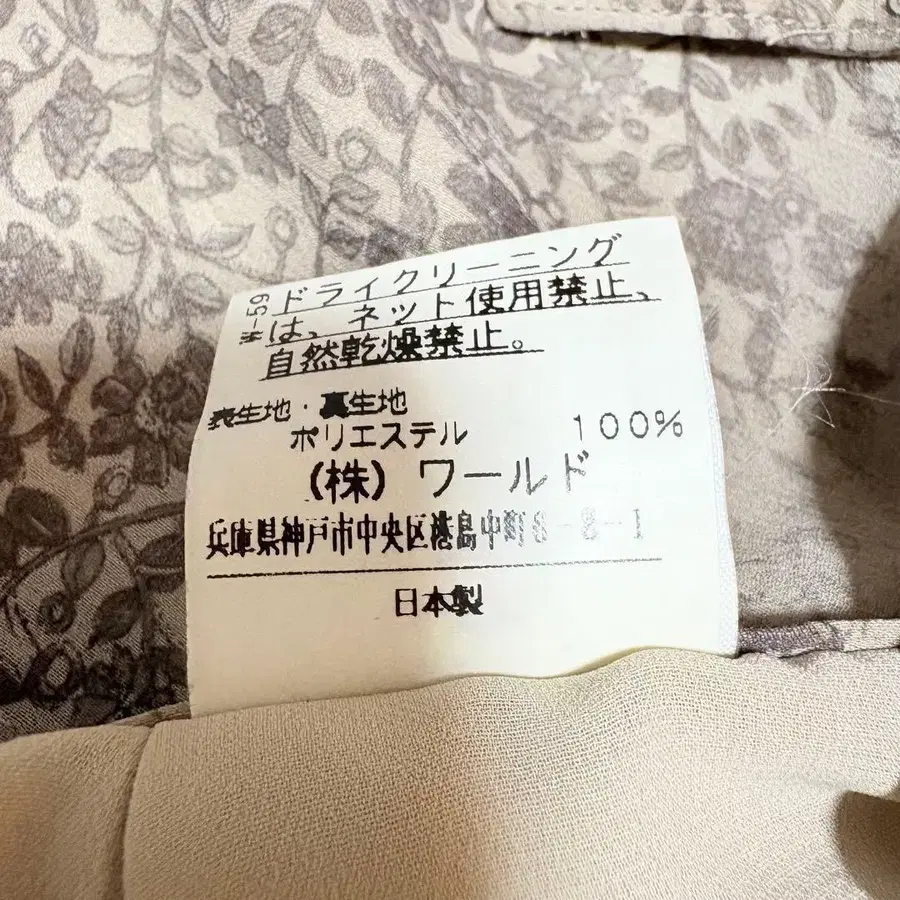 ドライクリーニング
は、ネット使用禁止、
自然乾燥禁止。
W-59
表生地・裏生地
ポリエステル 100%
(株) ワールド
兵庫県神戸市中央区港島中町6-8-1
日本製